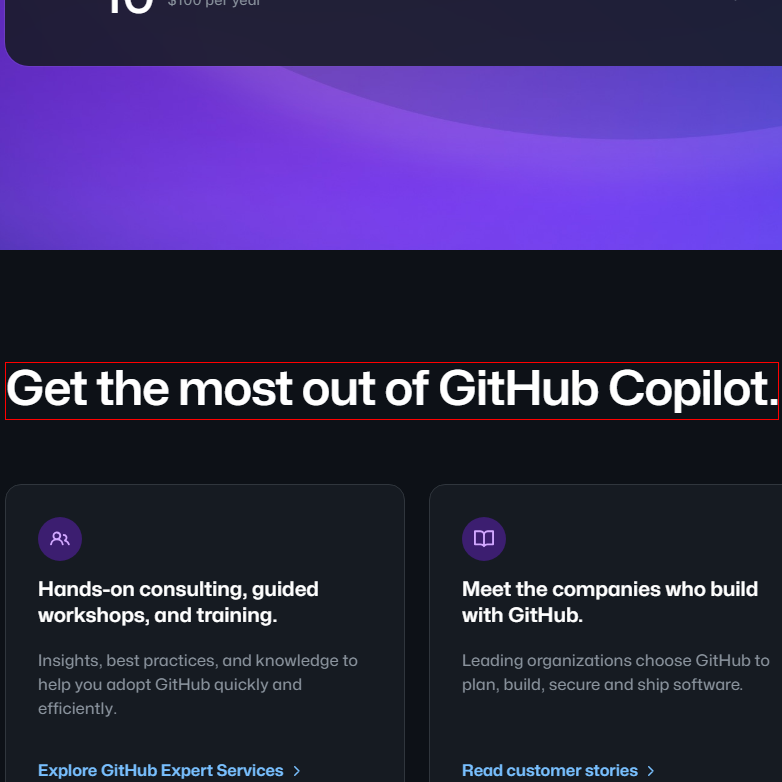 10 $100 per year
Get the most out of GitHub Copilot.
Hands-on consulting, guided
workshops, and training.
Insights, best practices, and knowledge to
help you adopt GitHub quickly and
efficiently.
Explore GitHub Expert Services
Meet the companies who build
with GitHub.
Leading organizations choose GitHub to
plan, build, secure and ship software.
Read customer stories